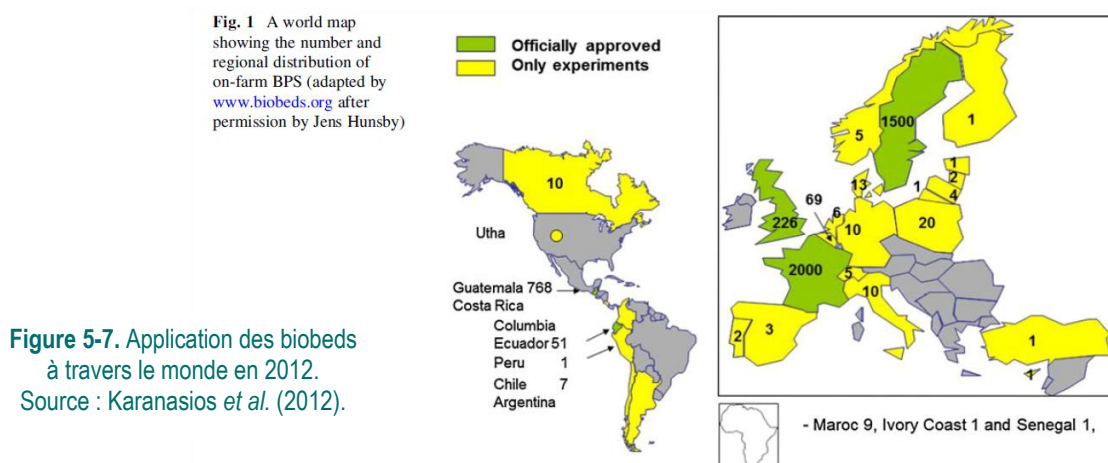 Fig. 1 A world map
showing the number and
regional distribution of
on-farm BPS (adapted by
www.biobeds.org after
permission by Jens Hunsby)
Figure 5-7. Application des biobeds
à travers le monde en 2012.
Source : Karanasios et al. (2012).
Officially approved
Only experiments
10
Utha
Guatemala 768
Costa Rica
Columbia
Ecuador 51
Peru 1
Chile 7
Argentina
5
1500
1
1
2
1
4
13
69
6
226
10
20
2000
5
10
2
3
1
1
- Maroc 9, Ivory Coast 1 and Senegal 1,